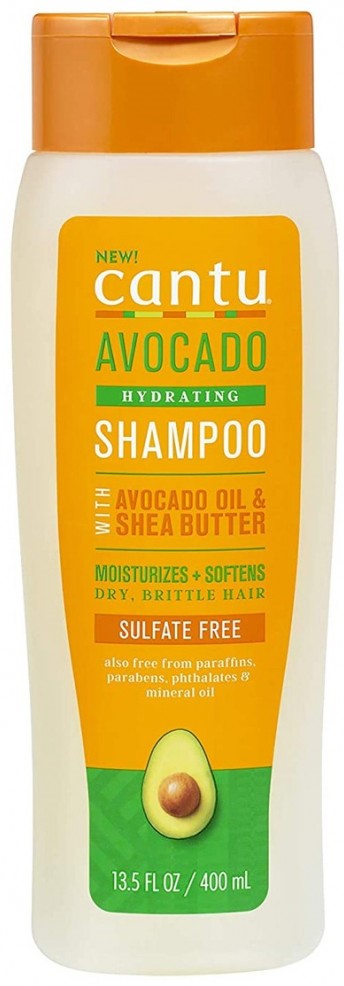 NEW!
cantu
AVOCADO
HYDRATING
SHAMPOO
WITH AVOCADO OIL &
SHEA BUTTER
MOISTURIZES + SOFTENS
DRY, BRITTLE HAIR
SULFATE FREE
also free from paraffins,
parabens, phthalates &
mineral oil
13.5 FL OZ / 400 mL